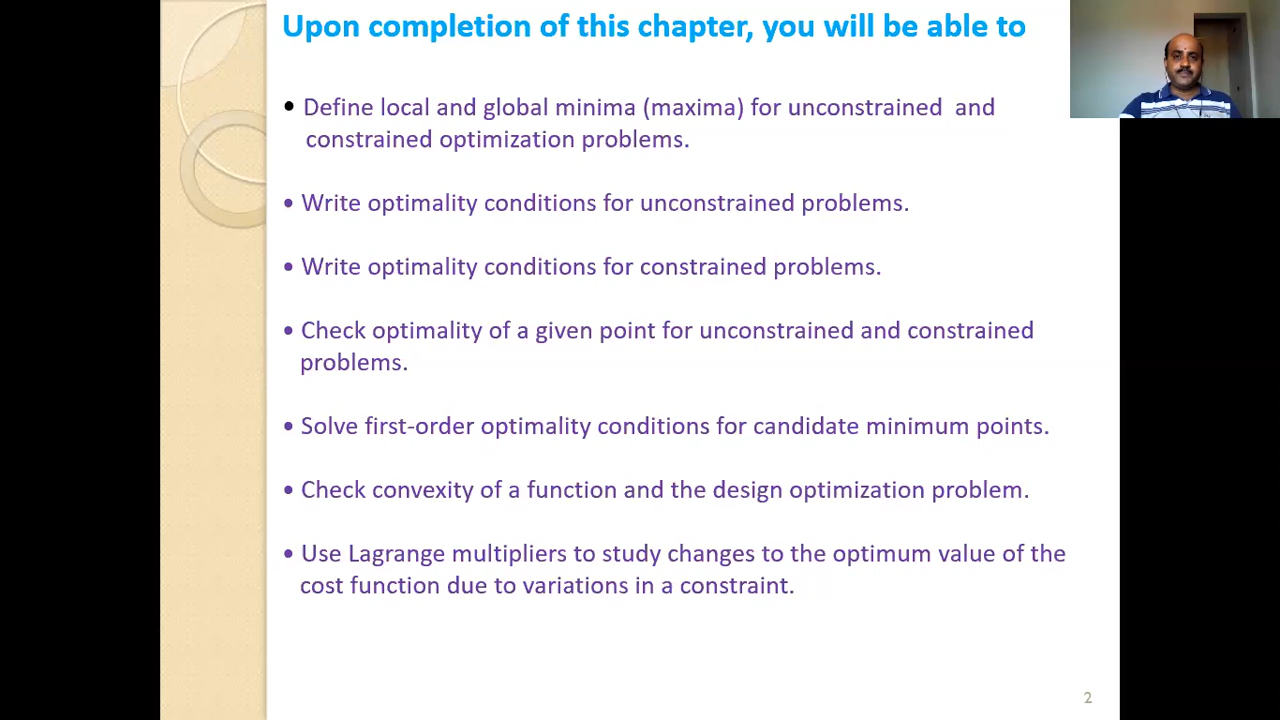 Upon completion of this chapter, you will be able to
• Define local and global minima (maxima) for unconstrained and
constrained optimization problems.
• Write optimality conditions for unconstrained problems.
• Write optimality conditions for constrained problems.
• Check optimality of a given point for unconstrained and constrained
problems.
• Solve first-order optimality conditions for candidate minimum points.
• Check convexity of a function and the design optimization problem.
• Use Lagrange multipliers to study changes to the optimum value of the
cost function due to variations in a constraint.
2